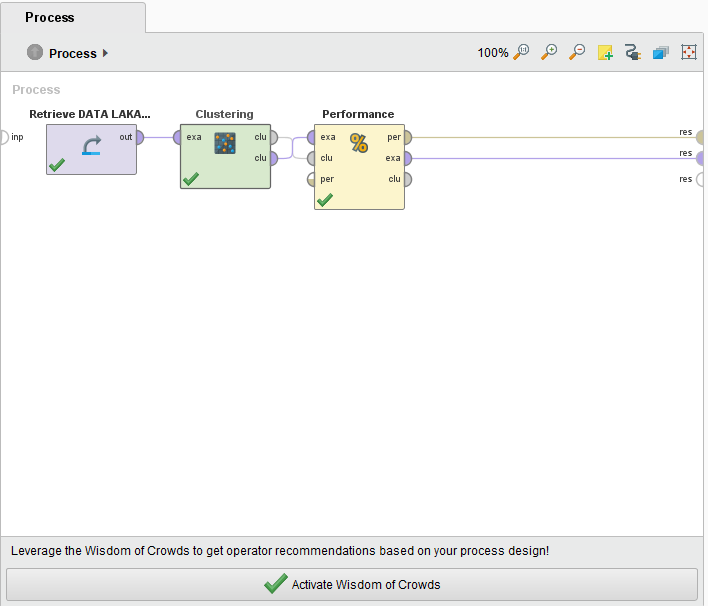 Process
Process
100%
Process
Retrieve DATA LAKA...
Clustering
Performance
inp
out
exa
clu
clu
exa
clu
per
per
exa
clu
res
res
res
Leverage the Wisdom of Crowds to get operator recommendations based on your process design!
Activate Wisdom of Crowds